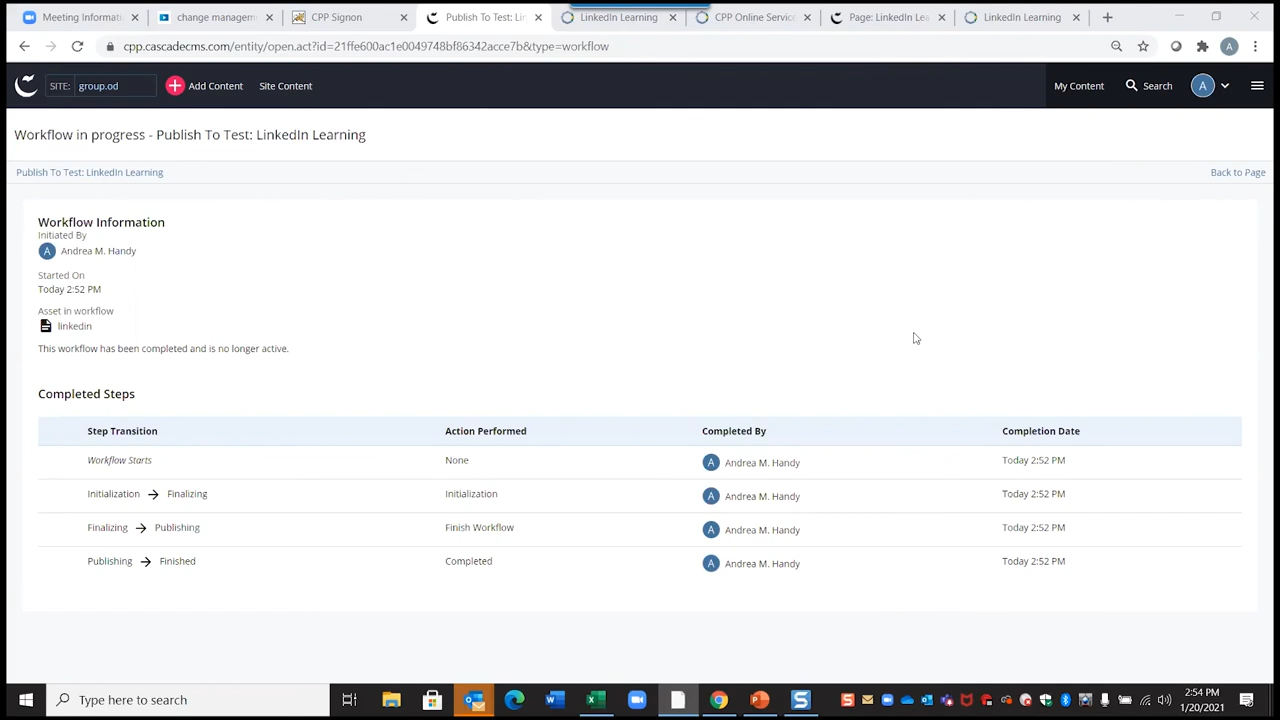 Meeting Informati
change managem
CPP Signon
Publish To Test: Lin
LinkedIn Learning
CPP Online Service
Page: LinkedIn Lea
LinkedIn Learning
cpp.cascadecms.com/entity/open.act?id=21ffe600ac1e0049748bf86342acce7b&type=workflow
A
SITE: group.od
Add Content
Site Content
My Content
Search
A
Workflow in progress - Publish To Test: LinkedIn Learning
Publish To Test: LinkedIn Learning
Back to Page
Workflow Information
Initiated By
A Andrea M. Handy
Started On
Today 2:52 PM
Asset in workflow
linkedin
This workflow has been completed and is no longer active.
Completed Steps
Step Transition Action Performed Completed By Completion Date
Workflow Starts None A Andrea M. Handy Today 2:52 PM
Initialization → Finalizing Initialization A Andrea M. Handy Today 2:52 PM
Finalizing → Publishing Finish Workflow A Andrea M. Handy Today 2:52 PM
Publishing → Finished Completed A Andrea M. Handy Today 2:52 PM
Type here to search
2:54 PM
1/20/2021